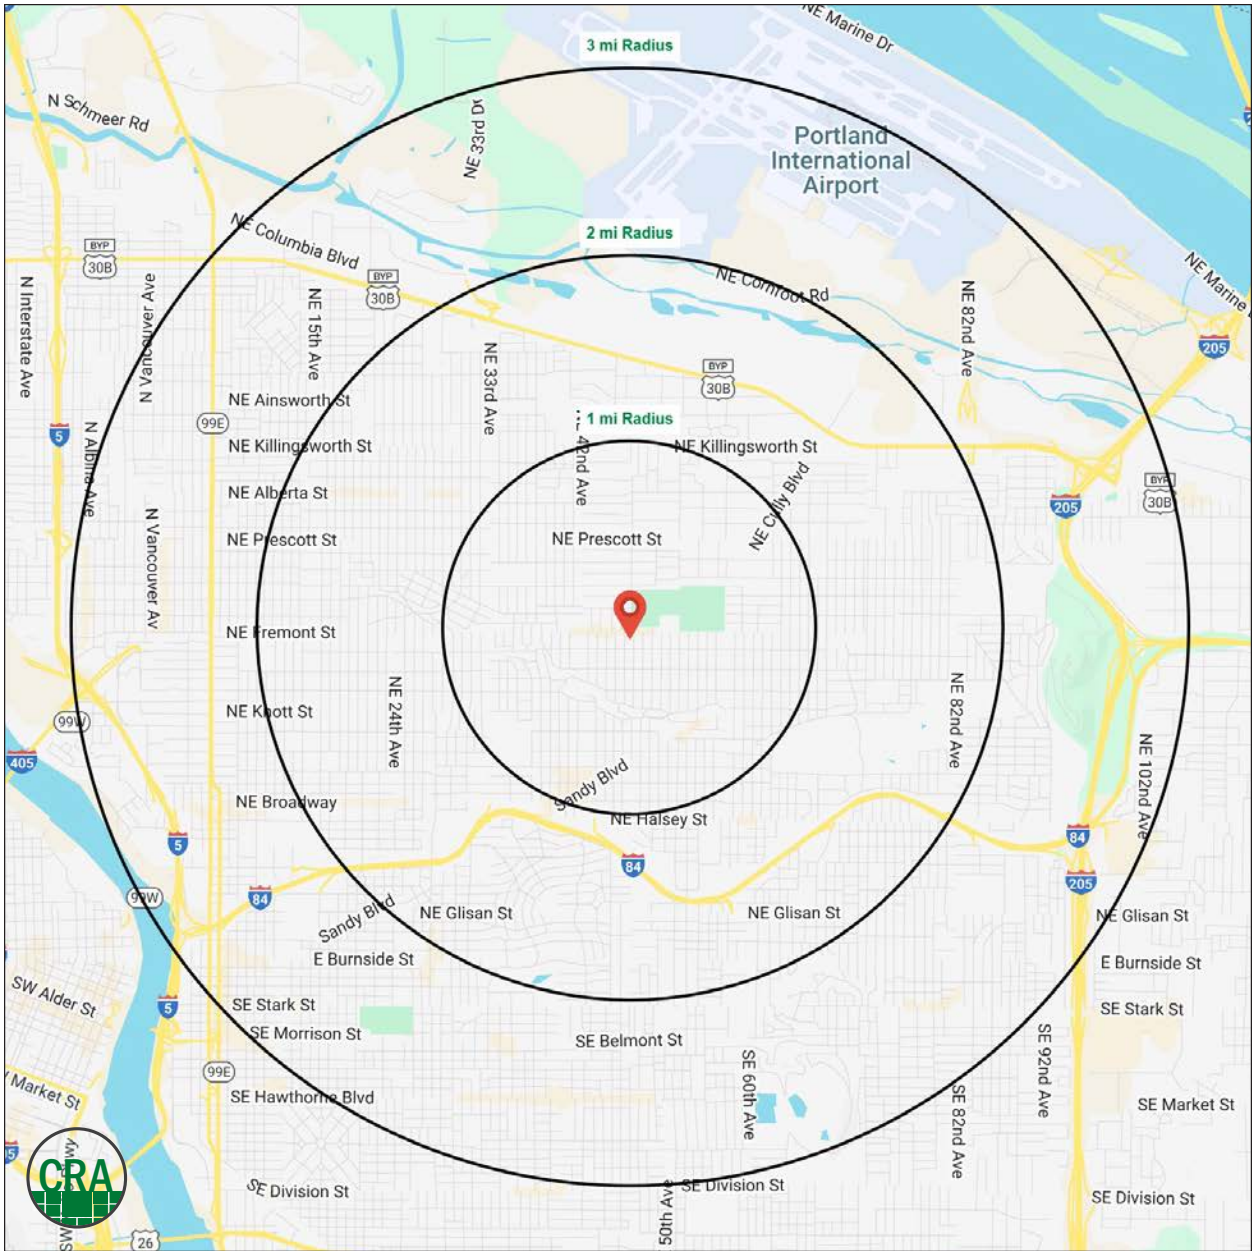 NE Marine Dr
3 mi Radius
N Schmeer Rd
NE 33rd Dr
Portland
International
Airport
2 mi Radius
NE Columbia Blvd
BYP
30B
BYP
30B
NE Cornfoot Rd
NE Marine
N Interstate Ave
N Vancouver Ave
NE 15th Ave
NE 82nd Ave
205
NE 33rd Ave
BYP
30B
NE Ainsworth St
1 mi Radius
99E
5
N Albina Ave
NE Killingsworth St
42nd Ave
NE Killingsworth St
NE Cully Blvd
NE Alberta St
205
BYP
30B
N Vancouver Av
NE Prescott St
NE Prescott St
NE Fremont St
NE Knott St
NE 24th Ave
NE 82nd Ave
99W
405
NE 102nd Ave
Sandy Blvd
NE Broadway
NE Halsey St
5
84
84
84
205
99W
Sandy Blvd
NE Glisan St
NE Glisan St
NE Glisan St
E Burnside St
E Burnside St
SW Alder St
5
SE Stark St
SE Stark St
SE Morrison St
SE Belmont St
SE 92nd Ave
99E
SE 60th Ave
SE 82nd Ave
Market St
SE Hawthorne Blvd
SE Market St
CRA
SE Division St
SE Division St
SE Division St
50th Ave
26